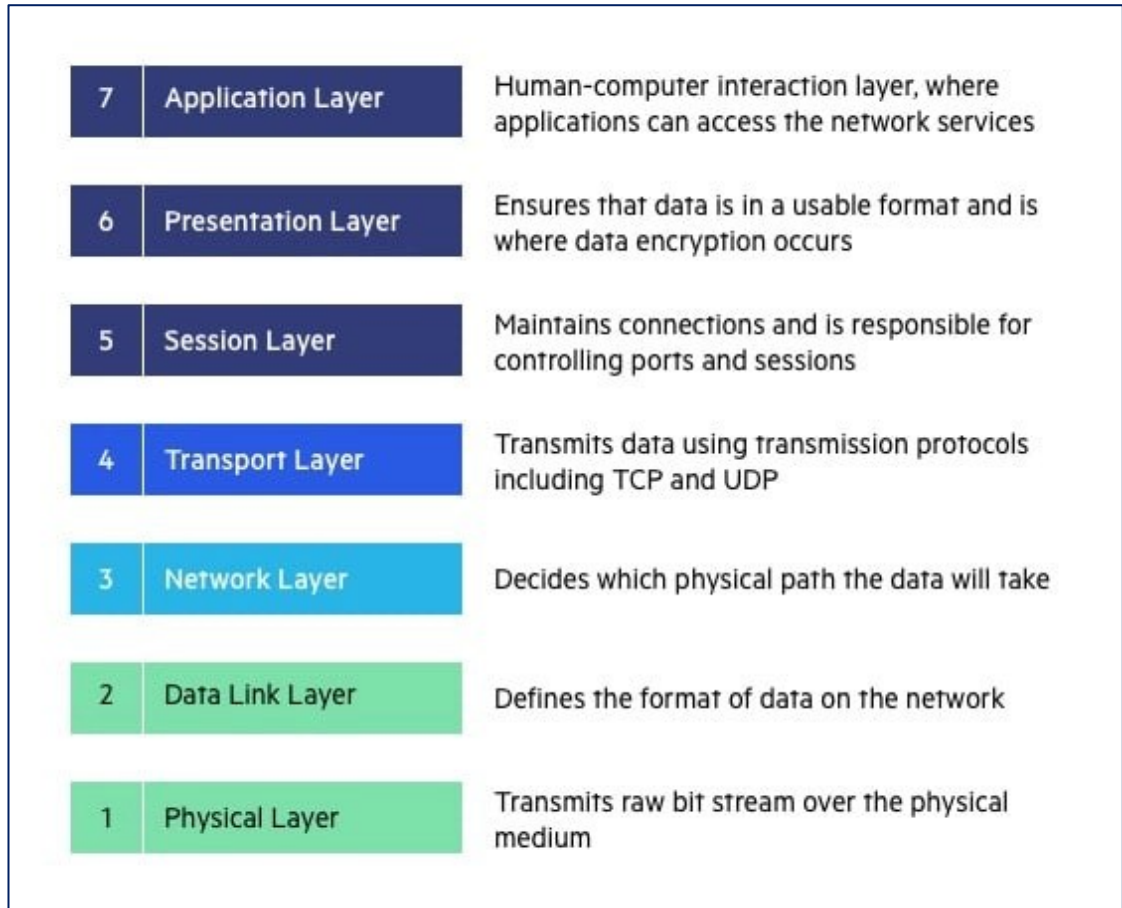 7 Application Layer
Human-computer interaction layer, where
applications can access the network services
6 Presentation Layer
Ensures that data is in a usable format and is
where data encryption occurs
5 Session Layer
Maintains connections and is responsible for
controlling ports and sessions
4 Transport Layer
Transmits data using transmission protocols
including TCP and UDP
3 Network Layer
Decides which physical path the data will take
2 Data Link Layer
Defines the format of data on the network
1 Physical Layer
Transmits raw bit stream over the physical
medium